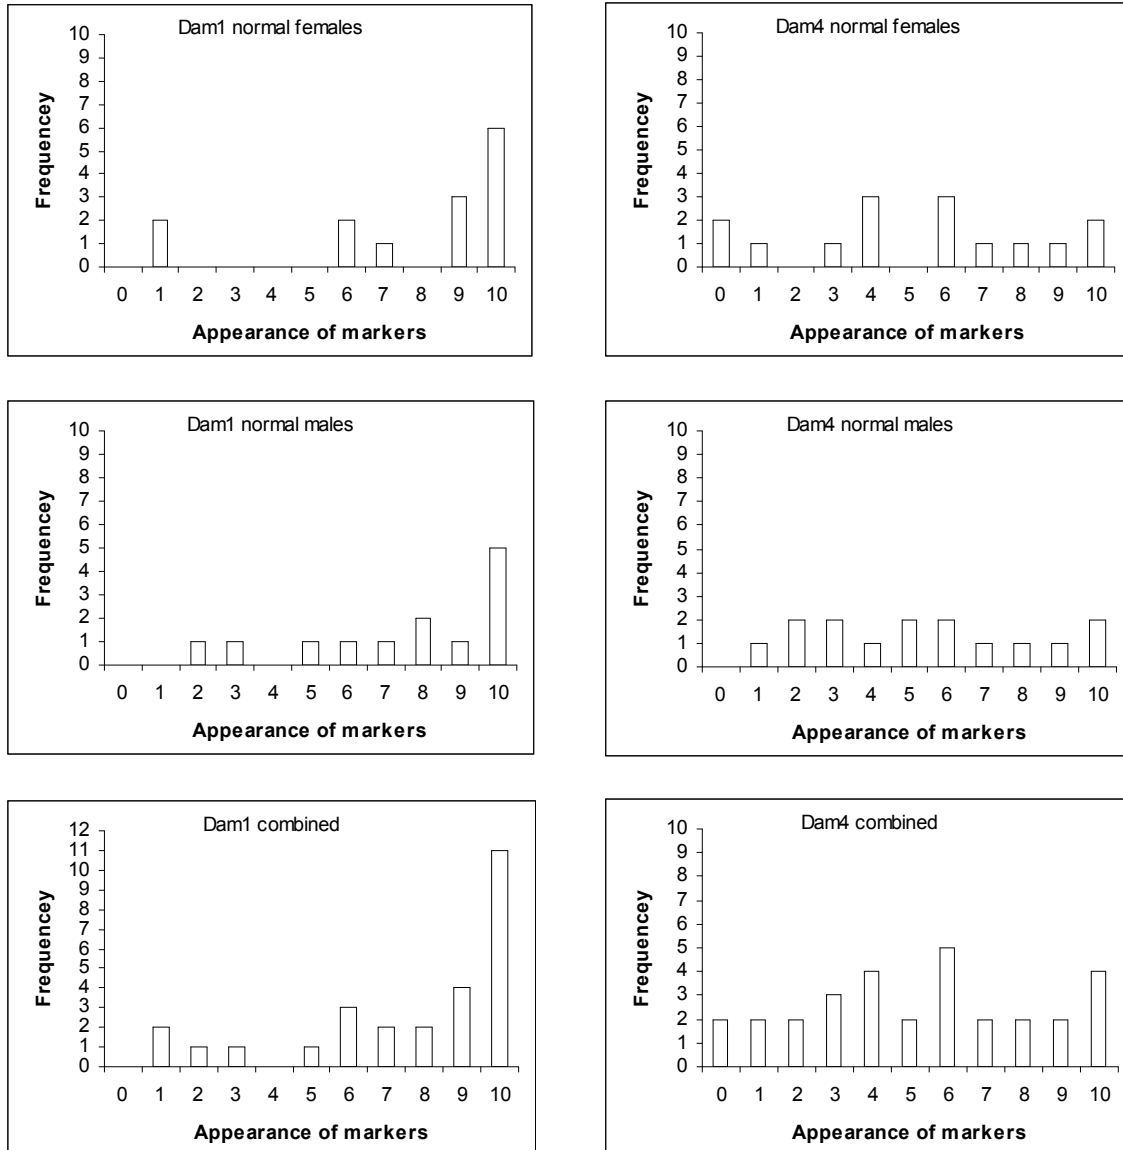 Dam1 normal females
10
9
8
7
6
5
4
3
2
1
0
Frequencey
0 1 2 3 4 5 6 7 8 9 10
Appearance of markers
Dam4 normal females
10
9
8
7
6
5
4
3
2
1
0
Frequencey
0 1 2 3 4 5 6 7 8 9 10
Appearance of markers
Dam1 normal males
10
9
8
7
6
5
4
3
2
1
0
Frequencey
0 1 2 3 4 5 6 7 8 9 10
Appearance of markers
Dam4 normal males
10
9
8
7
6
5
4
3
2
1
0
Frequencey
0 1 2 3 4 5 6 7 8 9 10
Appearance of markers
Dam1 combined
12
11
10
9
8
7
6
5
4
3
2
1
0
Frequencey
0 1 2 3 4 5 6 7 8 9 10
Appearance of markers
Dam4 combined
10
9
8
7
6
5
4
3
2
1
0
Frequencey
0 1 2 3 4 5 6 7 8 9 10
Appearance of markers